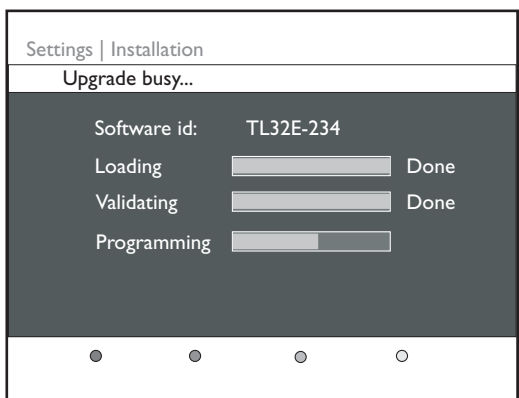 Settings | Installation
Upgrade busy...
Software id: TL32E-234
Loading Done
Validating Done
Programming